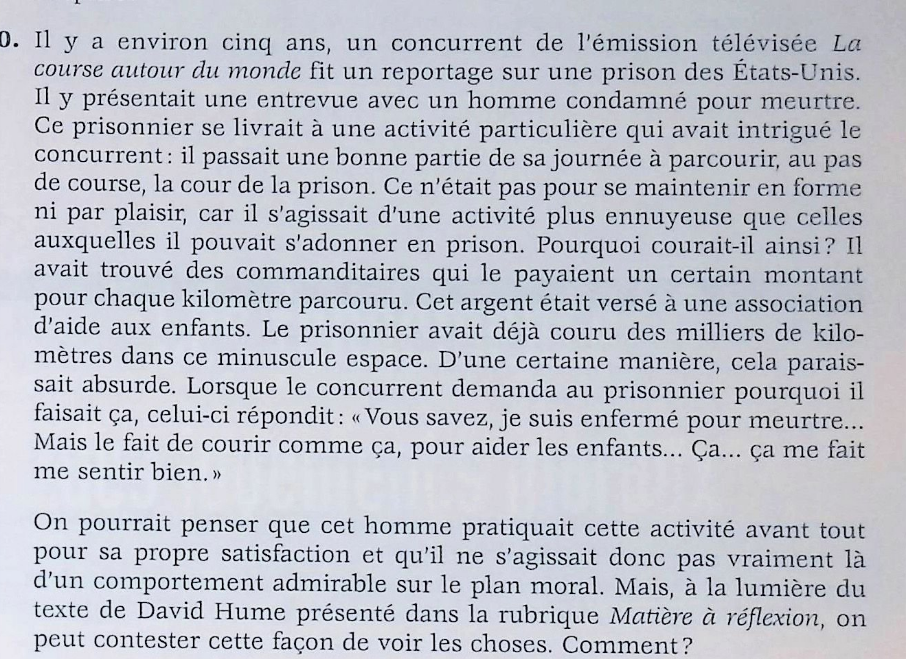 0. Il y a environ cinq ans, un concurrent de l'émission télévisée La
course autour du monde fit un reportage sur une prison des États-Unis.
Il y présentait une entrevue avec un homme condamné pour meurtre.
Ce prisonnier se livrait à une activité particulière qui avait intrigué le
concurrent : il passait une bonne partie de sa journée à parcourir, au pas
de course, la cour de la prison. Ce n'était pas pour se maintenir en forme
ni par plaisir, car il s'agissait d'une activité plus ennuyeuse que celles
auxquelles il pouvait s'adonner en prison. Pourquoi courait-il ainsi ? Il
avait trouvé des commanditaires qui le payaient un certain montant
pour chaque kilomètre parcouru. Cet argent était versé à une association
d'aide aux enfants. Le prisonnier avait déjà couru des milliers de kilo-
mètres dans ce minuscule espace. D'une certaine manière, cela parais-
sait absurde. Lorsque le concurrent demanda au prisonnier pourquoi il
faisait ça, celui-ci répondit : « Vous savez, je suis enfermé pour meurtre...
Mais le fait de courir comme ça, pour aider les enfants... Ça... ça me fait
me sentir bien. »
On pourrait penser que cet homme pratiquait cette activité avant tout
pour sa propre satisfaction et qu'il ne s'agissait donc pas vraiment là
d'un comportement admirable sur le plan moral. Mais, à la lumière du
texte de David Hume présenté dans la rubrique Matière à réflexion, on
peut contester cette façon de voir les choses. Comment ?